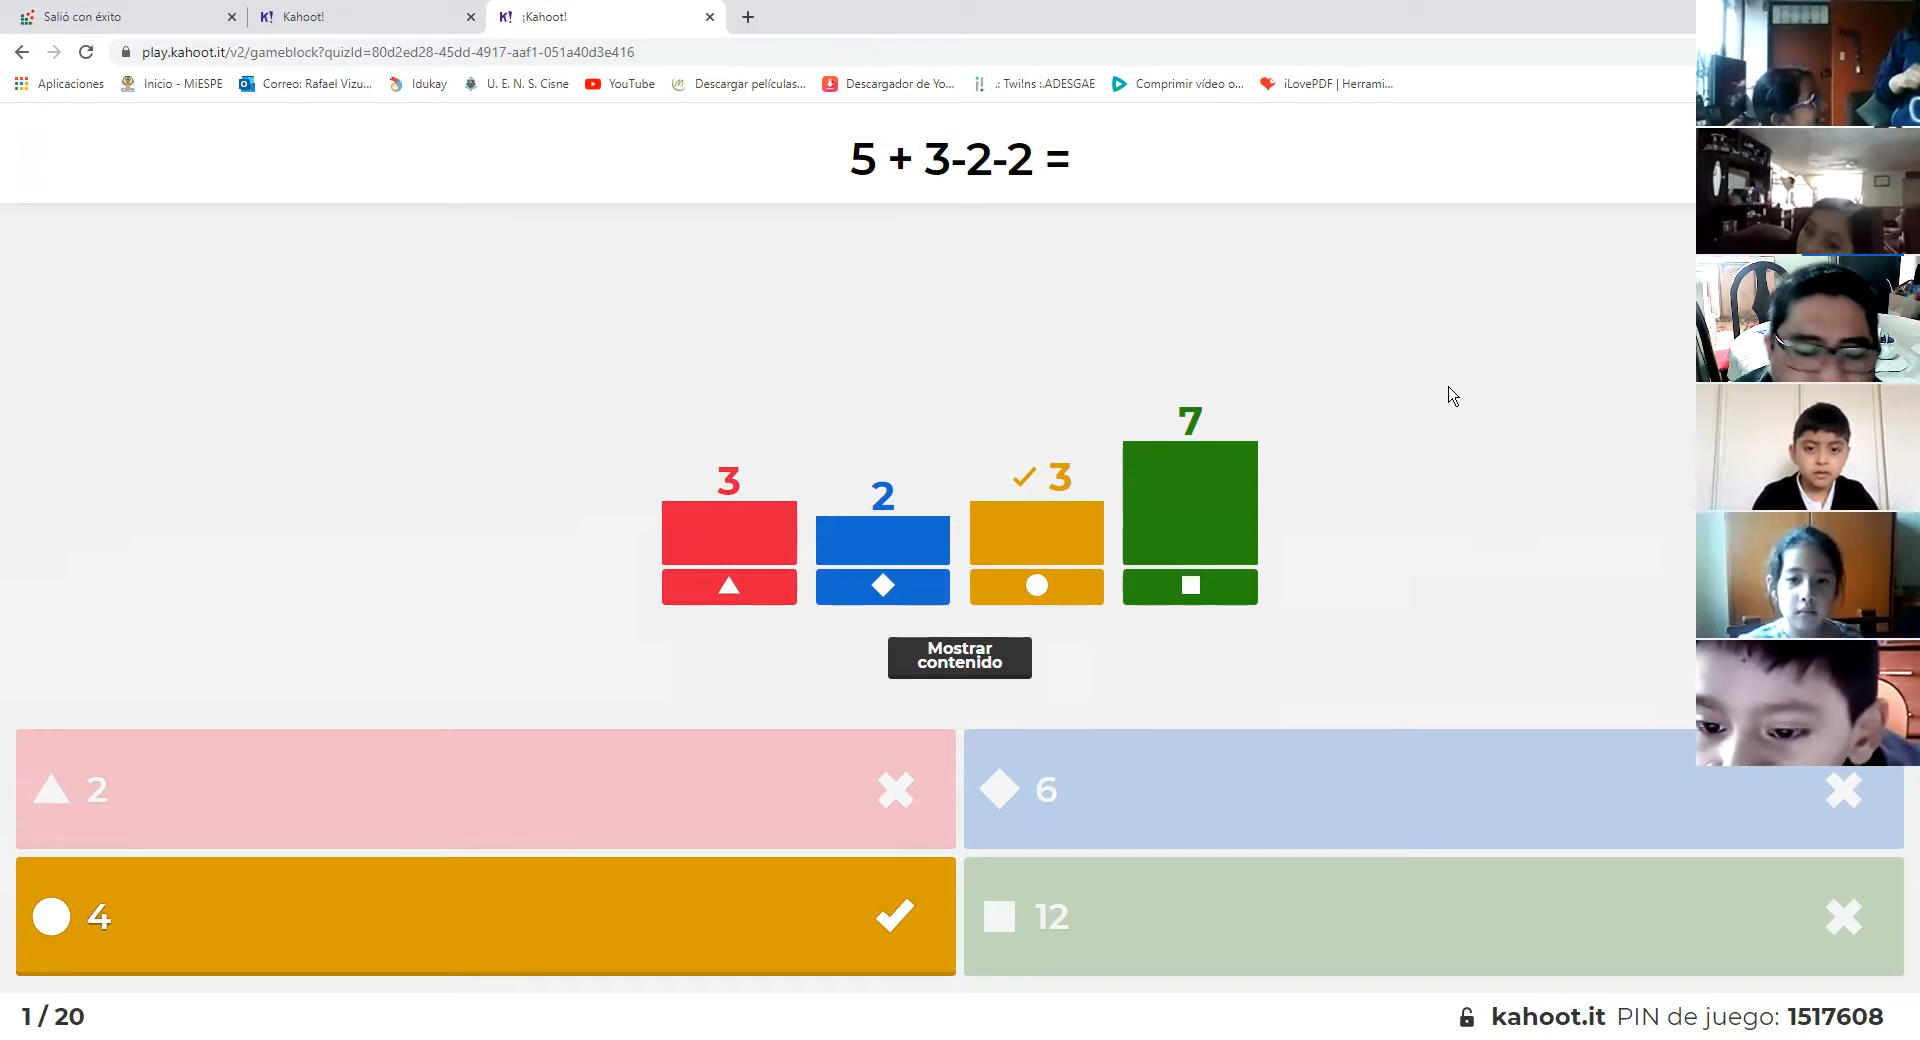 Salió con éxito
Kahoot!
¡Kahoot!
play.kahoot.it/v2/gameblock?quizId=80d2ed28-45dd-4917-aaf1-051a40d3e416
Aplicaciones
Inicio - MiESPE
Correo: Rafael Vizu...
Idukay
U. E. N. S. Cisne
YouTube
Descargar películas...
Descargador de Yo...
.: Twi!ns :.ADESGAE
Comprimir vídeo o...
iLovePDF | Herrami...
5 + 3-2-2 =
3
2
3
7
Mostrar
contenido
2
6
4
12
1 / 20
kahoot.it PIN de juego: 1517608